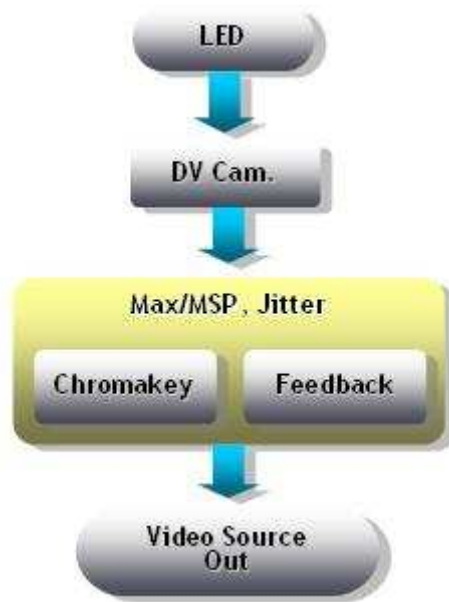 LED
DV Cam.
Max/MSP, Jitter
Chromakey
Feedback
Video Source
Out